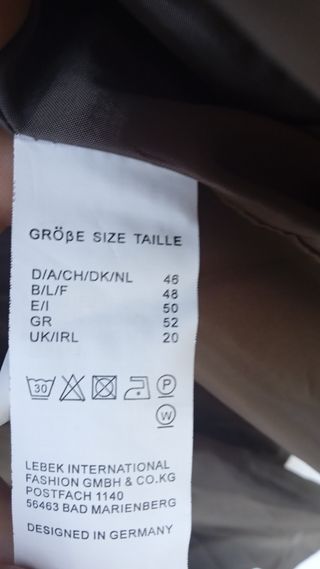 GRÖßE SIZE TAILLE
D/A/CH/DK/NL 46
B/L/F 48
E/I 50
GR 52
UK/IRL 20
30 P
W
LEBEK INTERNATIONAL
FASHION GMBH & CO.KG
POSTFACH 1140
56463 BAD MARIENBERG
DESIGNED IN GERMANY